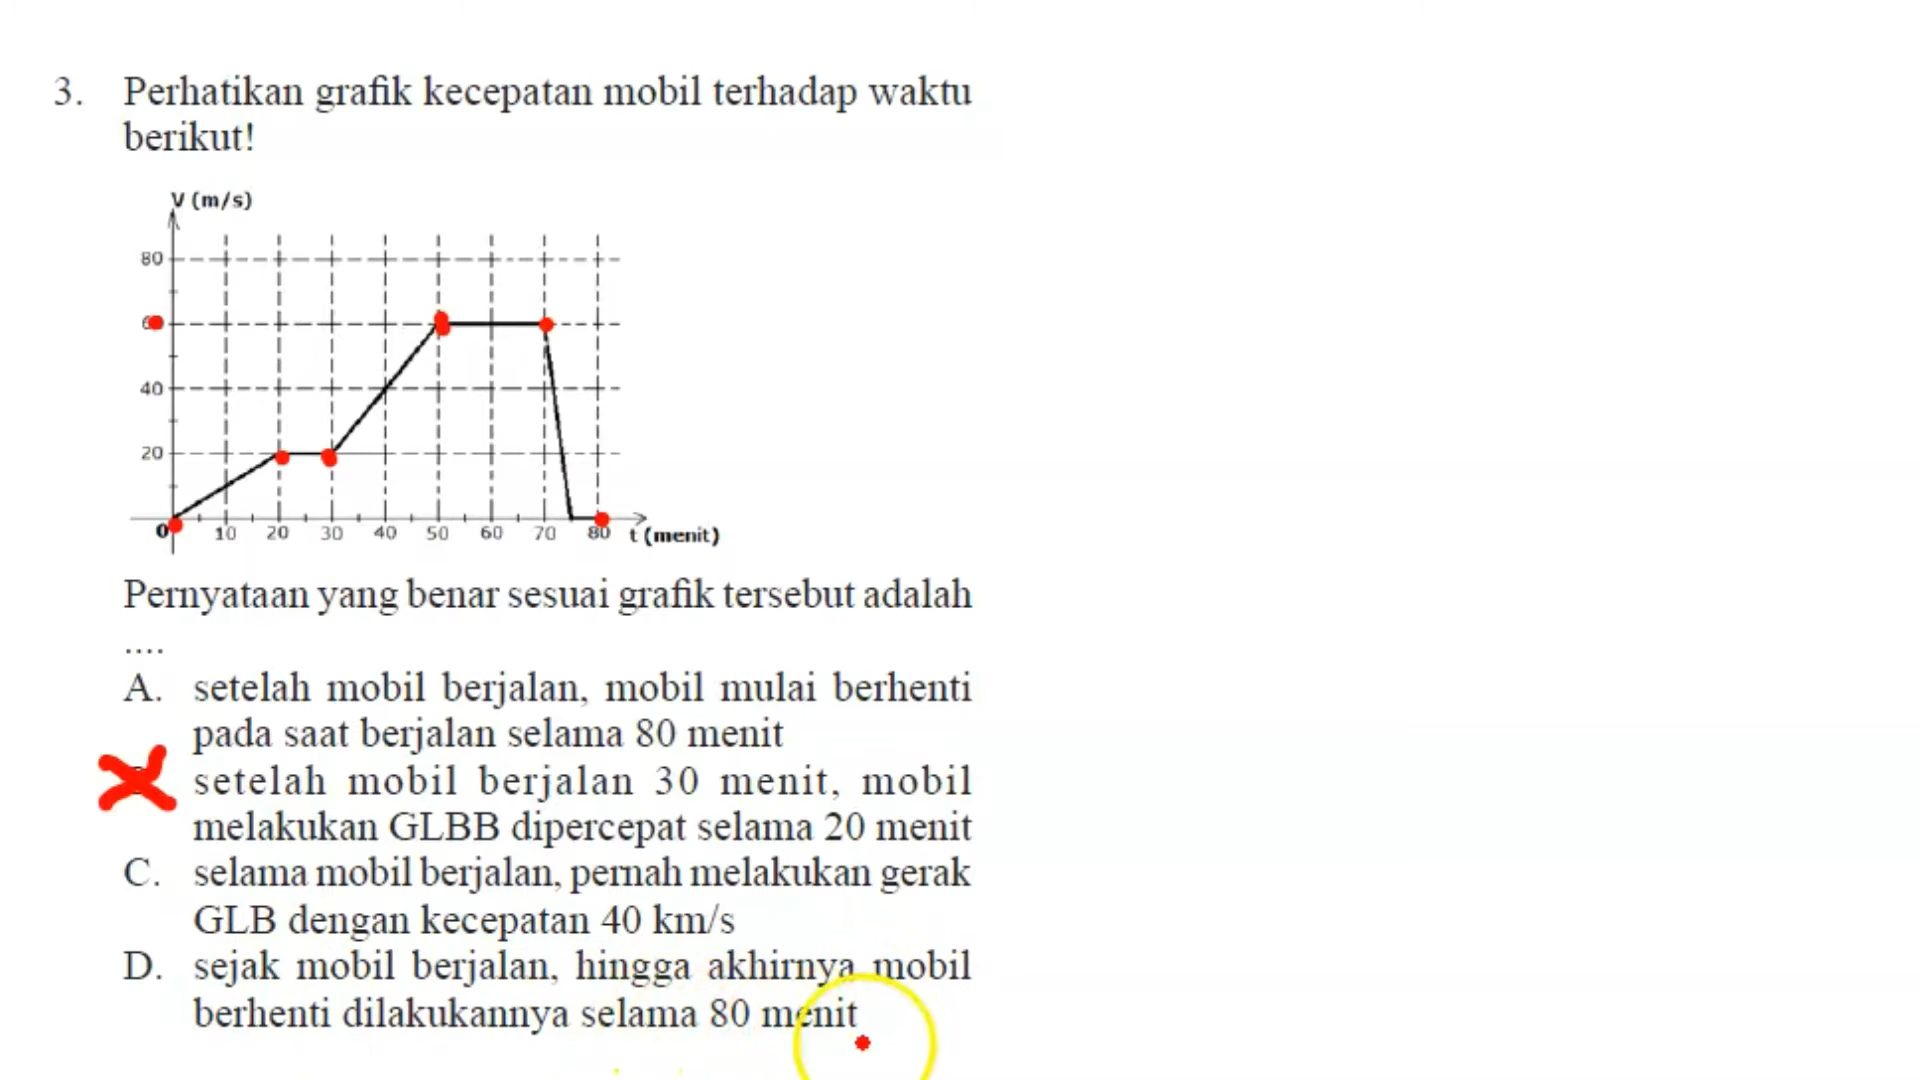 3. Perhatikan grafik kecepatan mobil terhadap waktu
berikut!
V (m/s)
80
40
20
0 10 20 30 40 50 60 70 80 t (menit)
Pernyataan yang benar sesuai grafik tersebut adalah
....
A. setelah mobil berjalan, mobil mulai berhenti
pada saat berjalan selama 80 menit
setelah mobil berjalan 30 menit, mobil
melakukan GLBB dipercepat selama 20 menit
C. selama mobil berjalan, pernah melakukan gerak
GLB dengan kecepatan 40 km/s
D. sejak mobil berjalan, hingga akhirnya mobil
berhenti dilakukannya selama 80 menit